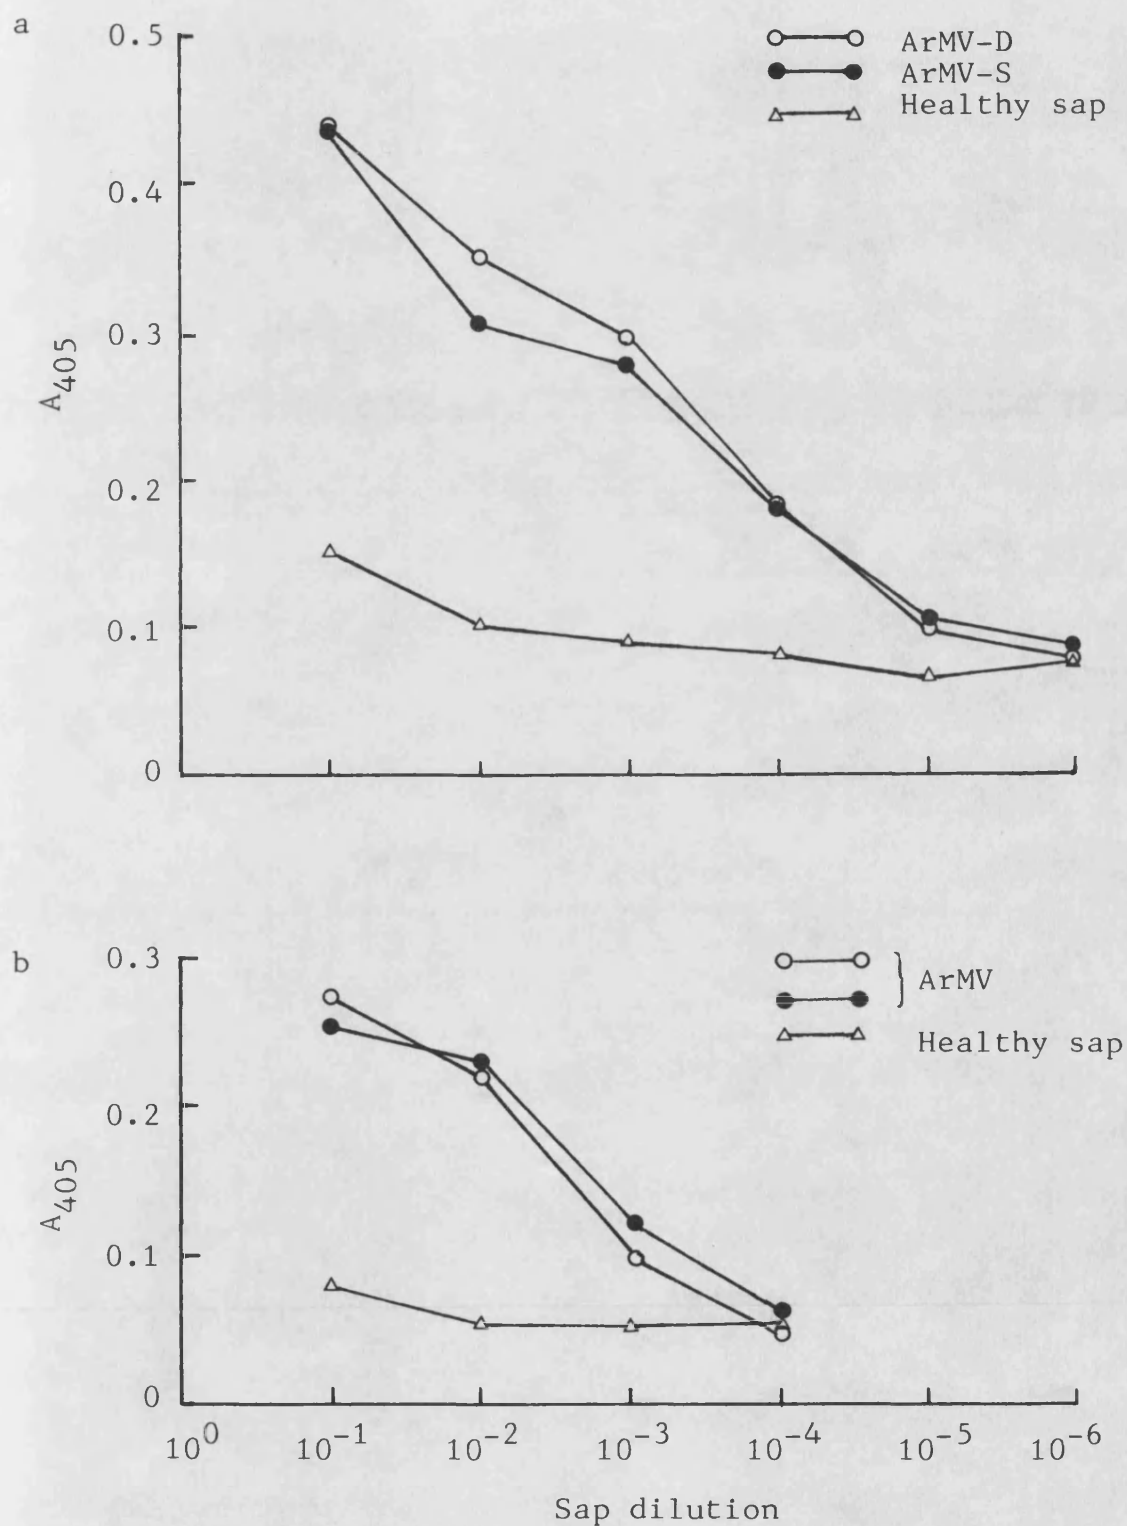 a
0.5
0.4
0.3
0.2
0.1
0
A405
ArMV-D
ArMV-S
Healthy sap
b
0.3
0.2
0.1
0
A405
ArMV
Healthy sap
10⁰ 10⁻¹ 10⁻² 10⁻³ 10⁻⁴ 10⁻⁵ 10⁻⁶
Sap dilution